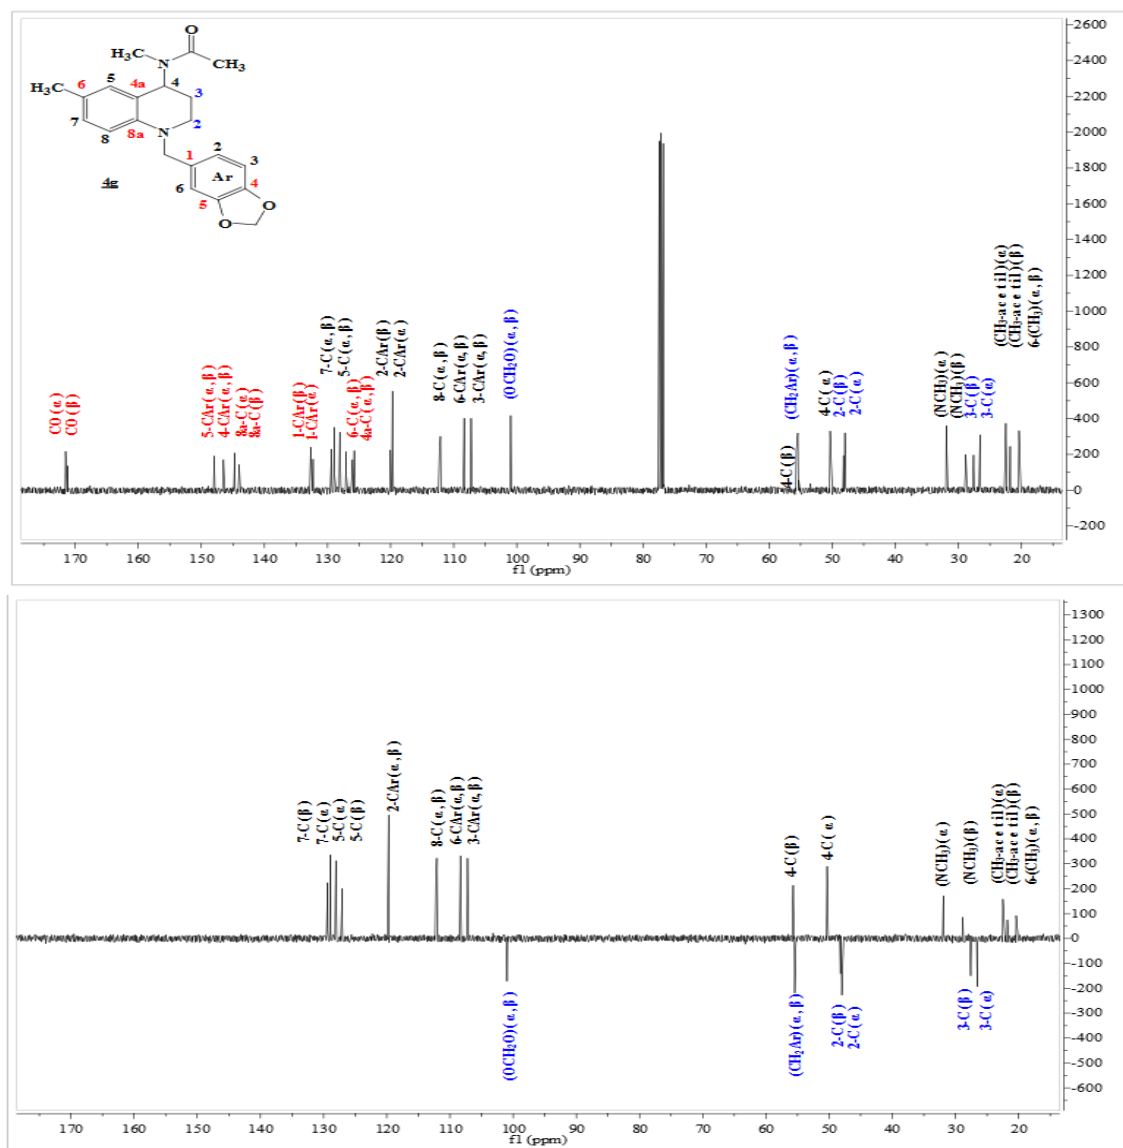 O
H₃C
N
CH₃
H₃C
6
5
4a
4
3
7
8
8a
N
2
1
2
3
Ar
6
4
5
O
O
4g
CO (α)
CO (β)
5-CAr(α,β)
4-CAr(α,β)
8a-C(α)
8a-C(β)
1-CAr(β)
1-CAr(α)
7-C(α,β)
5-C(α,β)
6-C(α,β)
4a-C(α,β)
2-CAr(β)
2-CAr(α)
8-C(α,β)
6-CAr(α,β)
3-CAr(α,β)
(OCH₂O)(α,β)
4-C(β)
(CH₂Ar)(α,β)
4-C(α)
2-C(β)
2-C(α)
(NCH₃)(α)
(NCH₃)(β)
3-C(β)
3-C(α)
(CH₃-acetil)(α)
(CH₃-acetil)(β)
6-(CH₃)(α,β)
2600
2400
2200
2000
1800
1600
1400
1200
1000
800
600
400
200
0
-200
170 160 150 140 130 120 110 100 90 80 70 60 50 40 30 20
f1 (ppm)
7-C(β)
7-C(α)
5-C(α)
5-C(β)
2-CAr(α,β)
8-C(α,β)
6-CAr(α,β)
3-CAr(α,β)
(OCH₂O)(α,β)
4-C(β)
(CH₂Ar)(α,β)
4-C(α)
2-C(β)
2-C(α)
(NCH₃)(α)
(NCH₃)(β)
3-C(β)
3-C(α)
(CH₃-acetil)(α)
(CH₃-acetil)(β)
6-(CH₃)(α,β)
1300
1200
1100
1000
900
800
700
600
500
400
300
200
100
0
-100
-200
-300
-400
-500
-600
170 160 150 140 130 120 110 100 90 80 70 60 50 40 30 20
f1 (ppm)